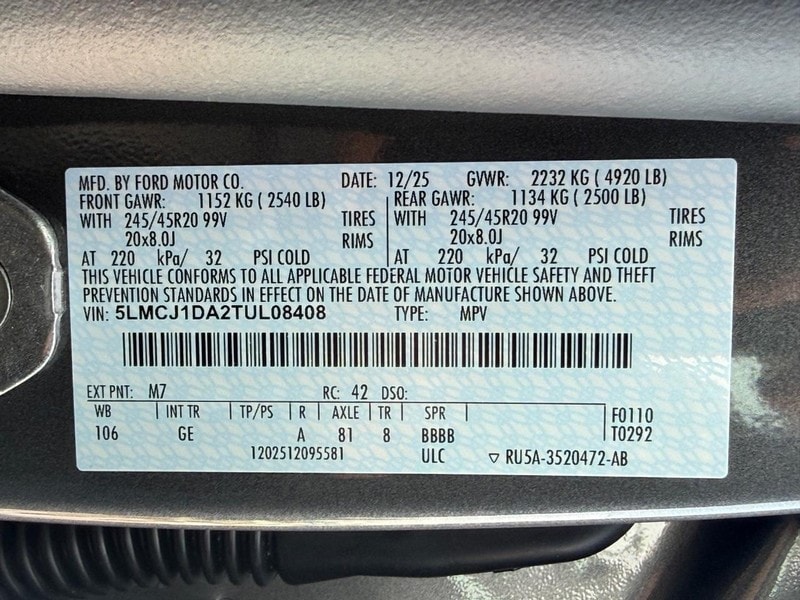 MFD. BY FORD MOTOR CO. DATE: 12/25 GVWR: 2232 KG ( 4920 LB)
FRONT GAWR: 1152 KG ( 2540 LB) REAR GAWR: 1134 KG ( 2500 LB)
WITH 245/45R20 99V TIRES WITH 245/45R20 99V TIRES
20x8.0J RIMS 20x8.0J RIMS
AT 220 kPa/ 32 PSI COLD AT 220 kPa/ 32 PSI COLD
THIS VEHICLE CONFORMS TO ALL APPLICABLE FEDERAL MOTOR VEHICLE SAFETY AND THEFT
PREVENTION STANDARDS IN EFFECT ON THE DATE OF MANUFACTURE SHOWN ABOVE.
VIN: 5LMCJ1DA2TUL08408 TYPE: MPV
EXT PNT: M7 RC: 42 DSO:
WB INT TR TP/PS R AXLE TR SPR F0110
106 GE A 81 8 BBBB T0292
1202512095581 ULC ▽ RU5A-3520472-AB